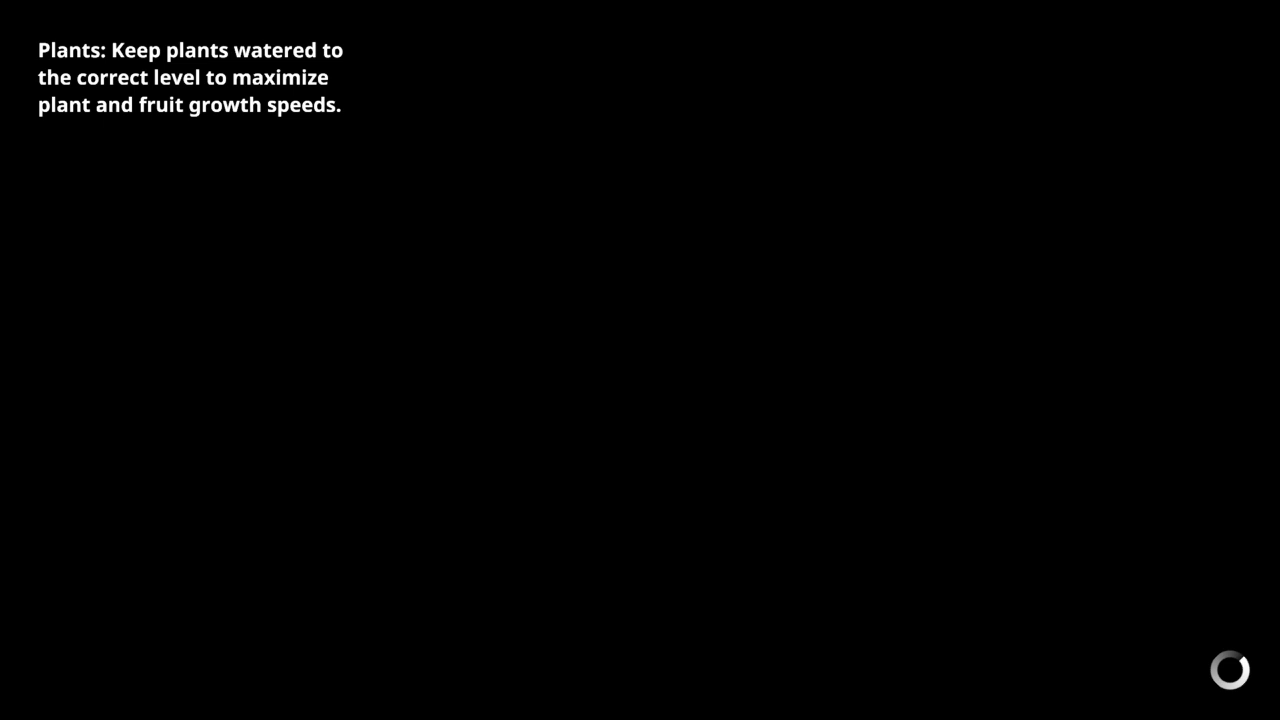 Plants: Keep plants watered to
the correct level to maximize
plant and fruit growth speeds.